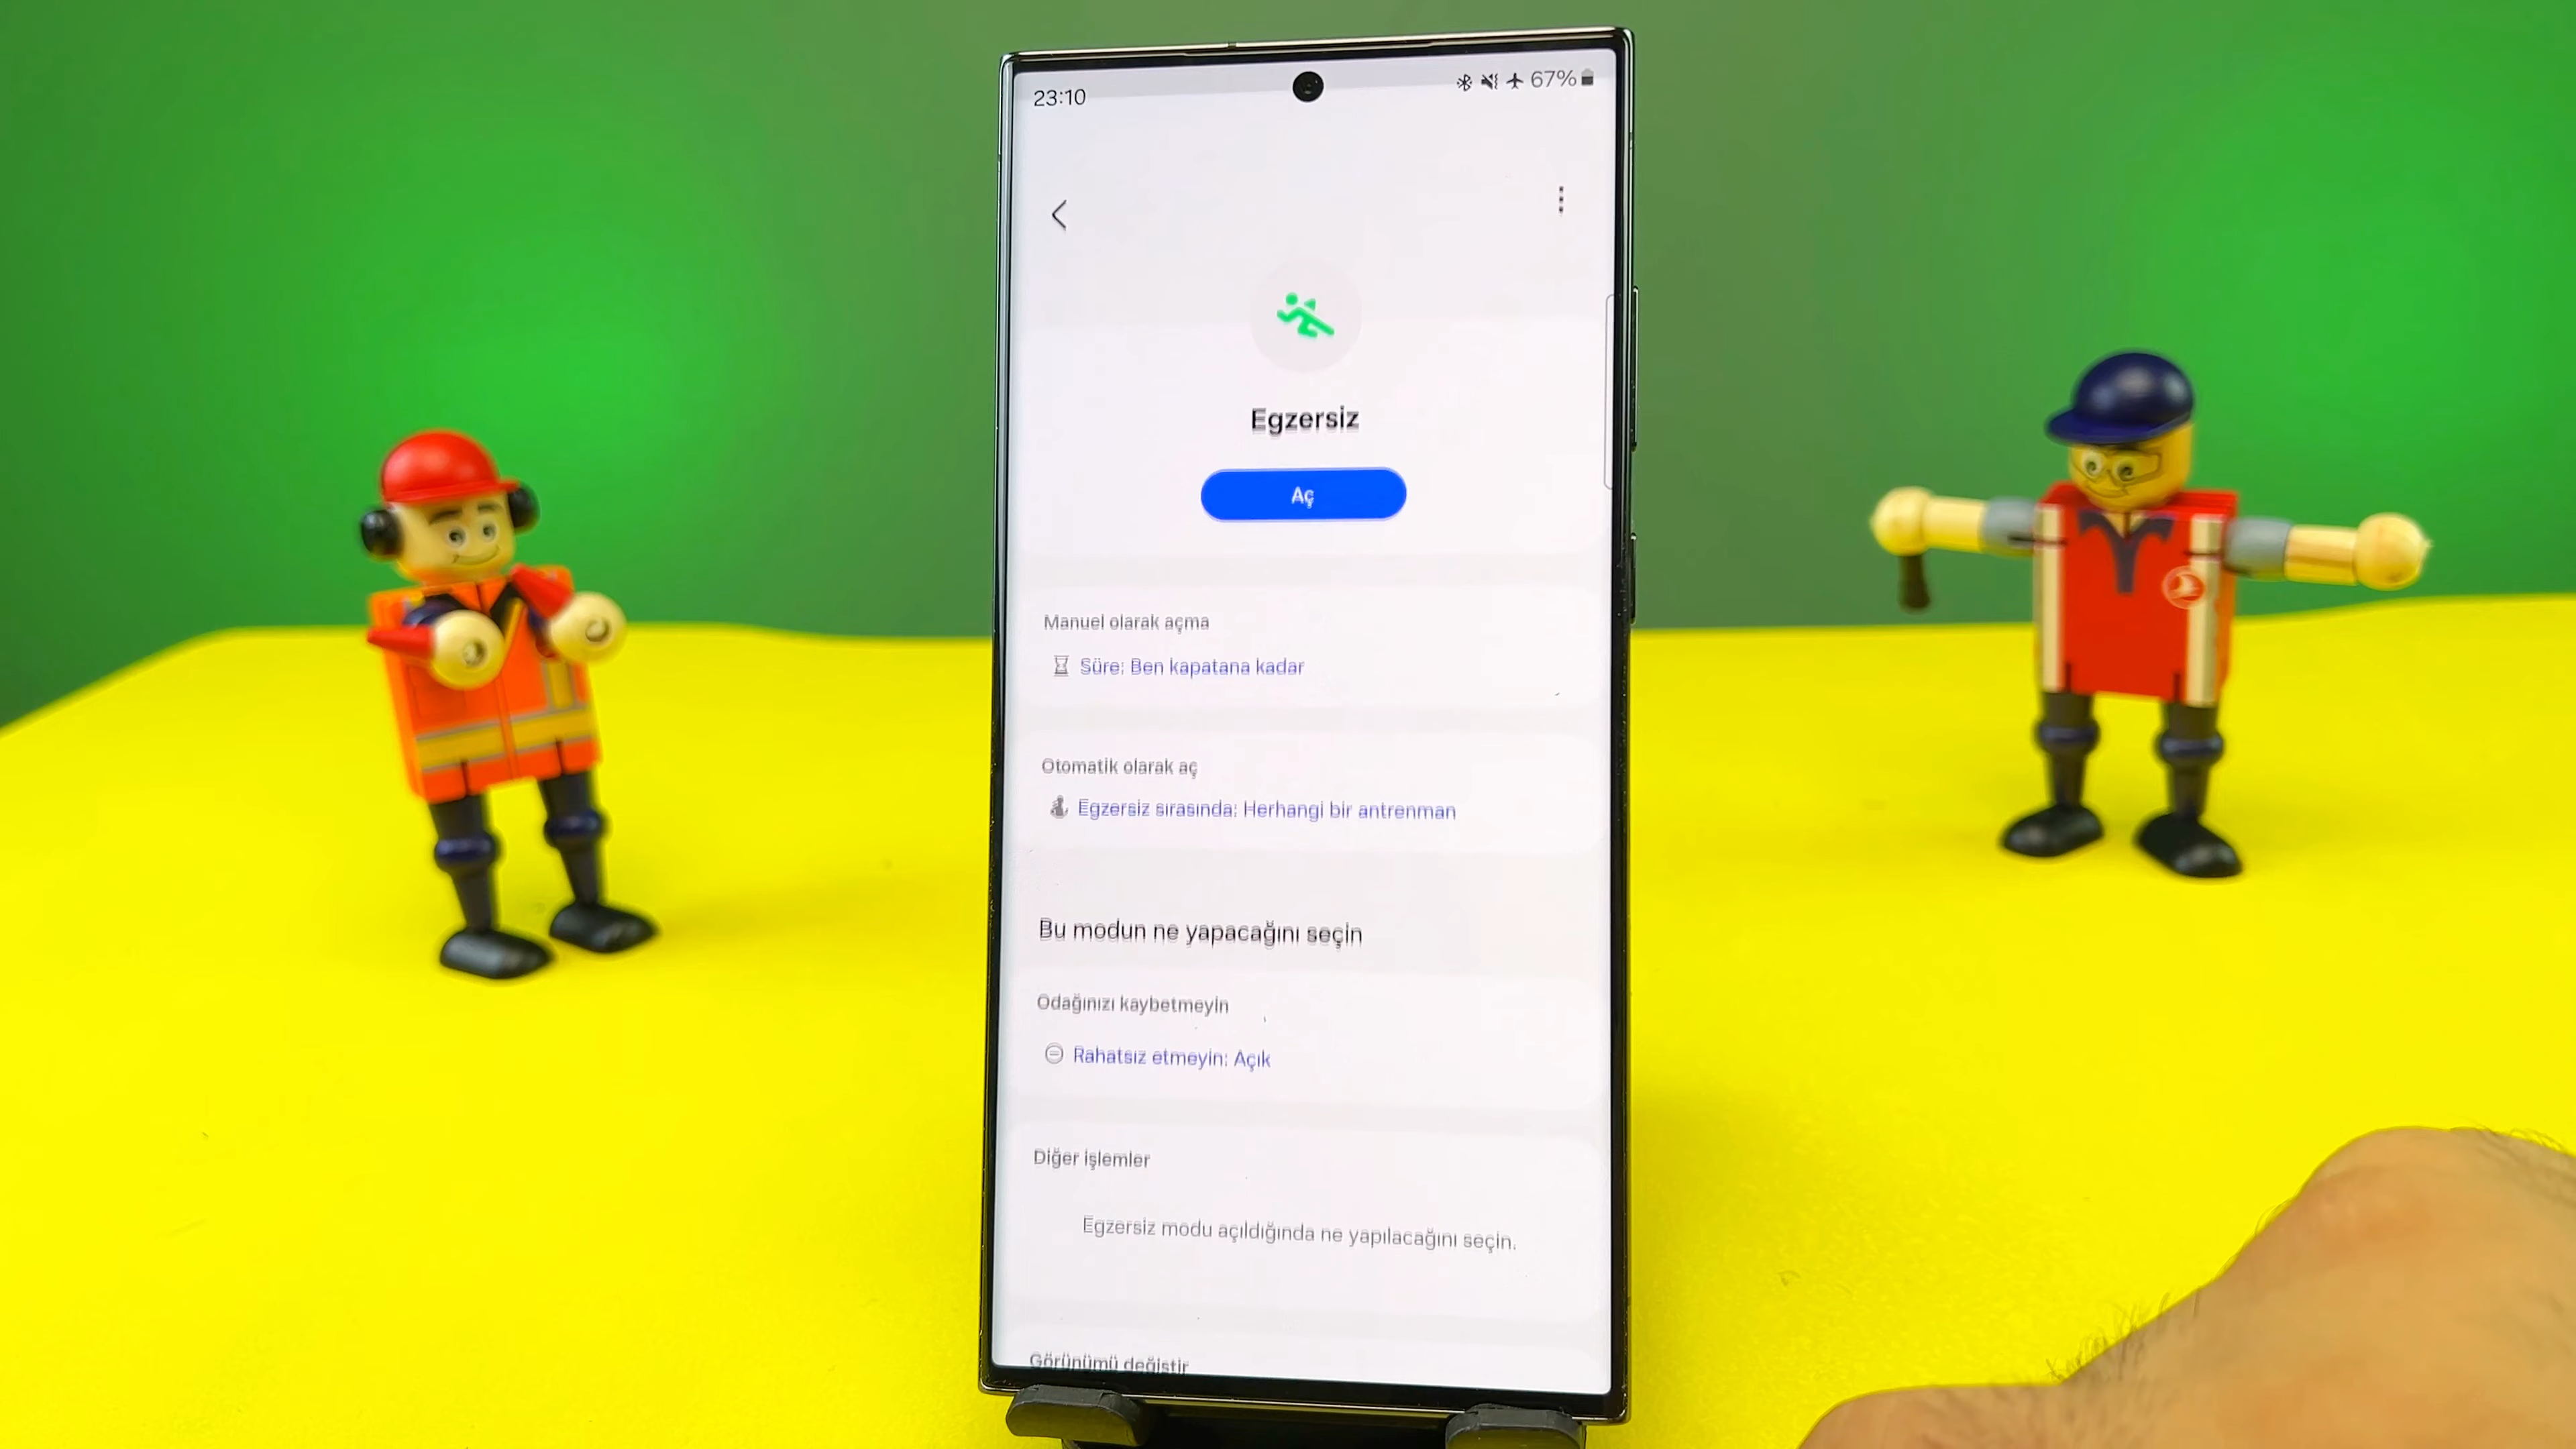 23:10
67%
Egzersiz
Aç
Manuel olarak açma
Süre: Ben kapatana kadar
Otomatik olarak aç
Egzersiz sırasında: Herhangi bir antrenman
Bu modun ne yapacağını seçin
Odağınızı kaybetmeyin
Rahatsız etmeyin: Açık
Diğer işlemler
Egzersiz modu açıldığında ne yapılacağını seçin.
Görünümü değiştir